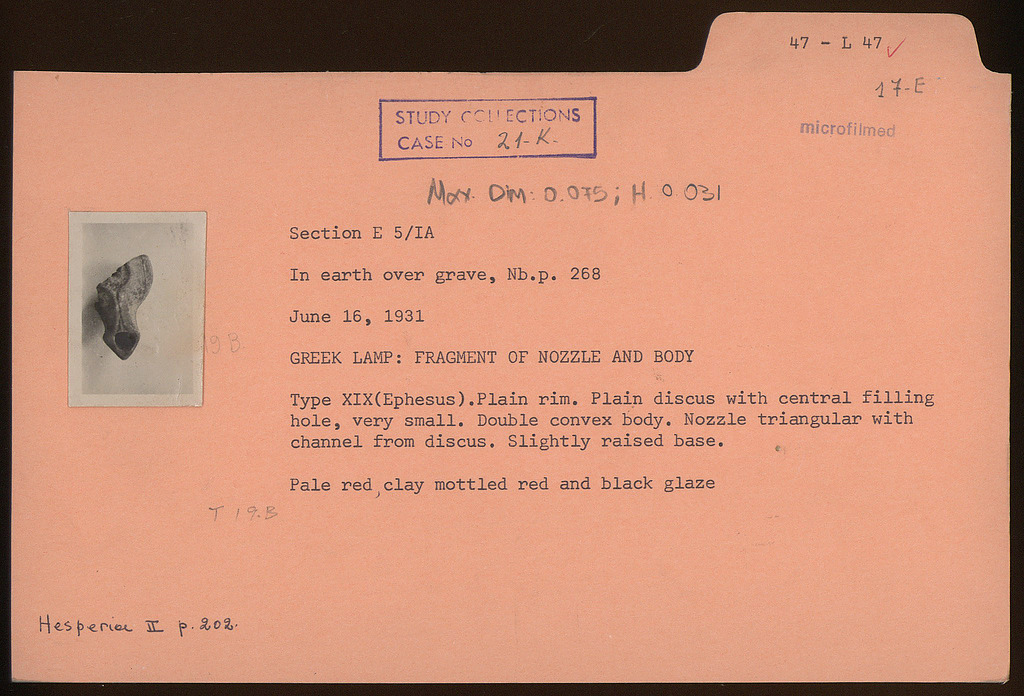 47 - L 47 ✓
17-E
STUDY COLLECTIONS
CASE No 21-K.
microfilmed
Max. Dim: 0.075; H. 0.031
Section E 5/IA
In earth over grave, Nb.p. 268
June 16, 1931
19 B
GREEK LAMP: FRAGMENT OF NOZZLE AND BODY
Type XIX(Ephesus).Plain rim. Plain discus with central filling
hole, very small. Double convex body. Nozzle triangular with
channel from discus. Slightly raised base.
Pale red,clay mottled red and black glaze
T 19.B
Hesperia II p. 202.